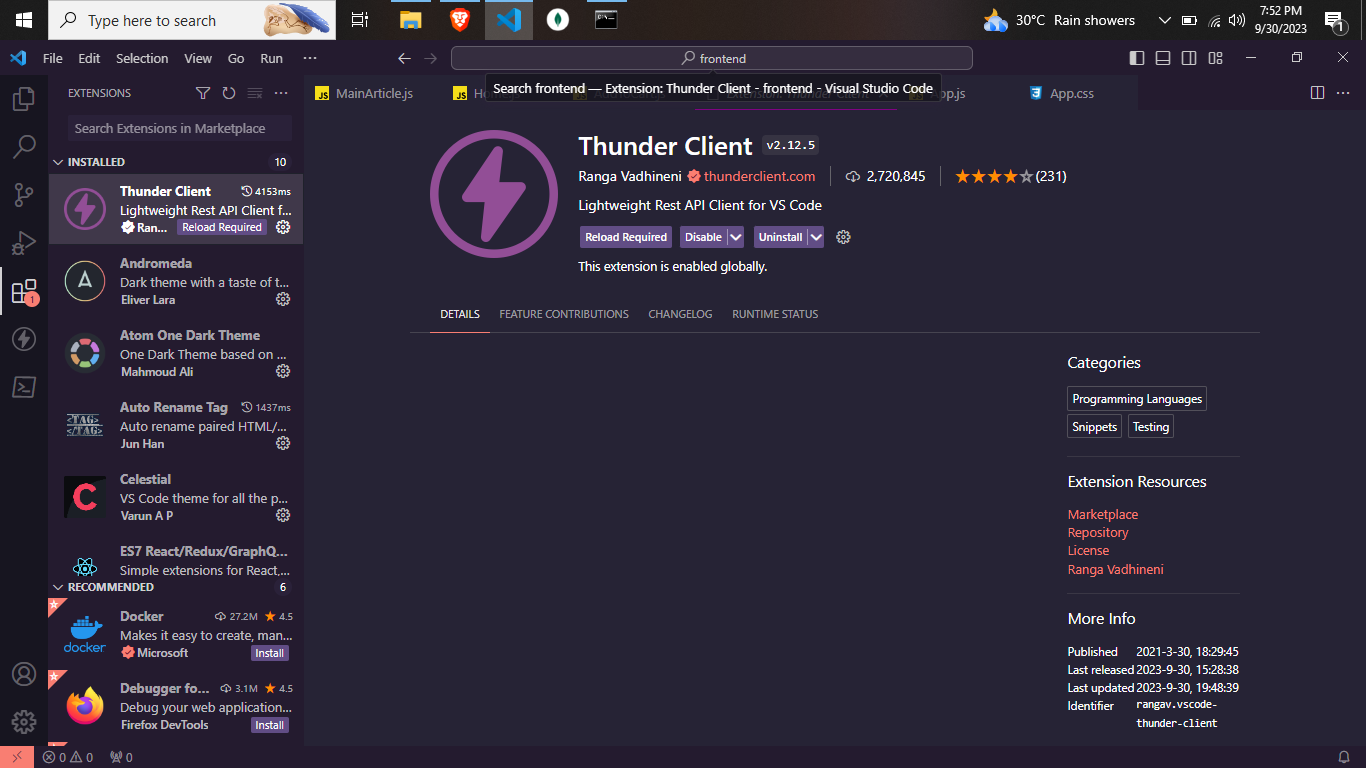 Type here to search
30°C Rain showers
7:52 PM
9/30/2023
1
File Edit Selection View Go Run ···
frontend
EXTENSIONS
MainArticle.js
App.css
Search frontend — Extension: Thunder Client - frontend - Visual Studio Code
Search Extensions in Marketplace
INSTALLED 10
Thunder Client 4153ms
Lightweight Rest API Client f...
Ran... Reload Required
Andromeda
Dark theme with a taste of t...
Eliver Lara
Atom One Dark Theme
One Dark Theme based on ...
Mahmoud Ali
<TAG>
</TAG>
Auto Rename Tag 1437ms
Auto rename paired HTML/...
Jun Han
Celestial
VS Code theme for all the p...
Varun A P
ES7 React/Redux/GraphQ...
Simple extensions for React,...
RECOMMENDED 6
docker
Docker 27.2M ★ 4.5
Makes it easy to create, man...
Microsoft Install
Debugger fo... 3.1M ★ 4.5
Debug your web application...
Firefox DevTools Install
1
Thunder Client v2.12.5
Ranga Vadhineni thunderclient.com 2,720,845 (231)
Lightweight Rest API Client for VS Code
Reload Required Disable Uninstall
This extension is enabled globally.
DETAILS FEATURE CONTRIBUTIONS CHANGELOG RUNTIME STATUS
Categories
Programming Languages
Snippets Testing
Extension Resources
Marketplace
Repository
License
Ranga Vadhineni
More Info
Published 2021-3-30, 18:29:45
Last released 2023-9-30, 15:28:38
Last updated 2023-9-30, 19:48:39
Identifier rangav.vscode-
thunder-client
0 0 0